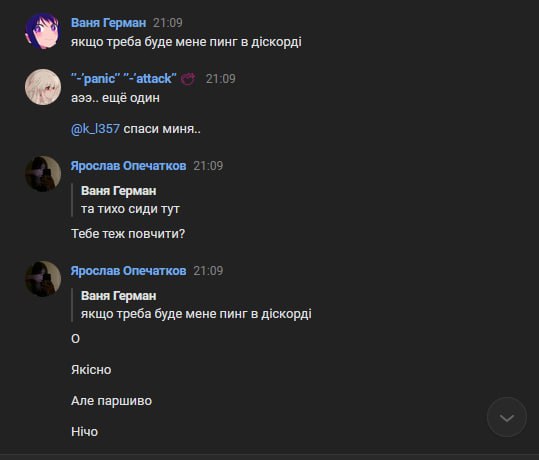 Ваня Герман 21:09
якщо треба буде мене пинг в діскорді
"-'panic" "-'attack" 21:09
аээ.. ещё один
@k_l357 спаси миня..
Ярослав Опечатков 21:09
Ваня Герман
та тихо сиди тут
Тебе теж повчити?
Ярослав Опечатков 21:09
Ваня Герман
якщо треба буде мене пинг в діскорді
О
Якісно
Але паршиво
Нічо